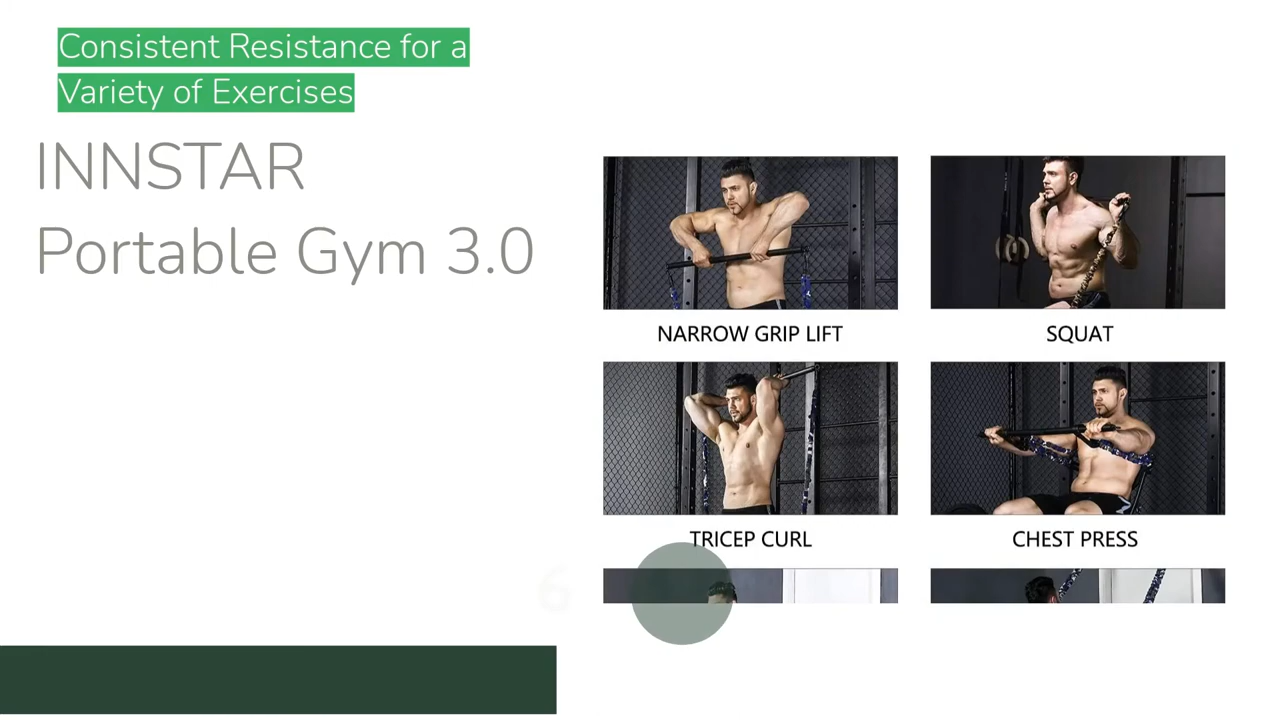 Consistent Resistance for a
Variety of Exercises
INNSTAR
Portable Gym 3.0
NARROW GRIP LIFT
SQUAT
TRICEP CURL
CHEST PRESS
6